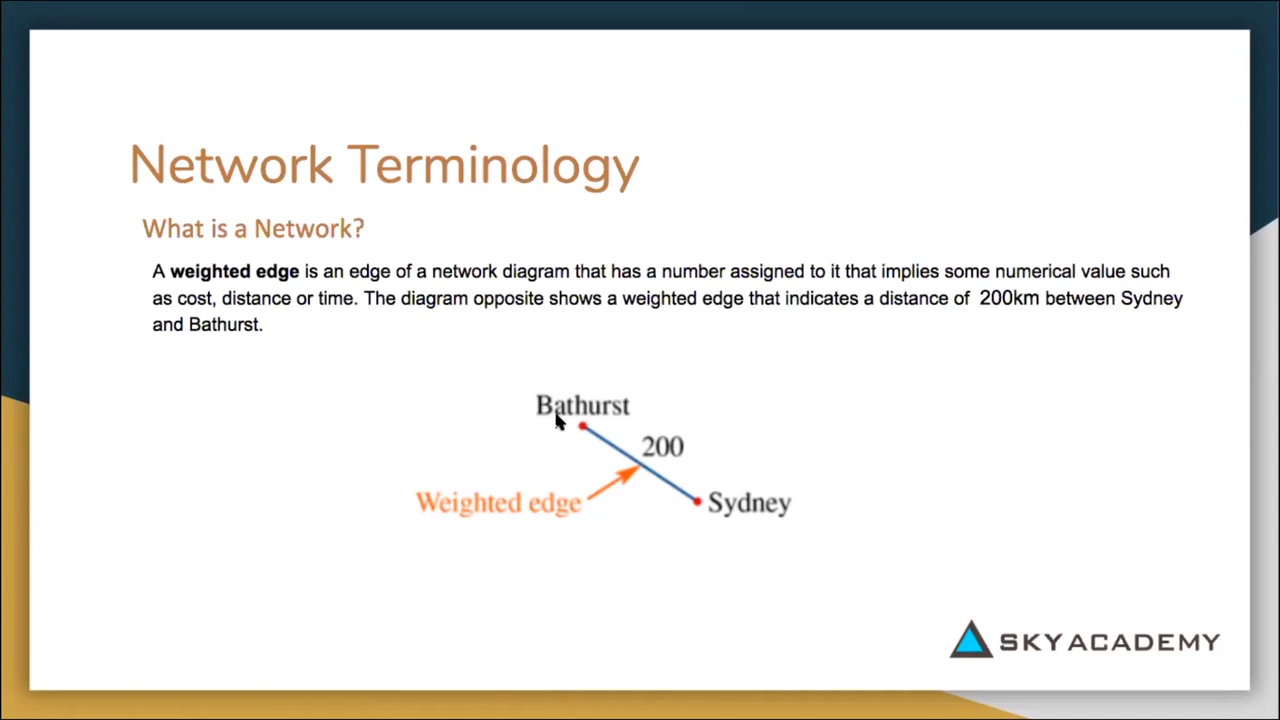 Network Terminology
What is a Network?
A weighted edge is an edge of a network diagram that has a number assigned to it that implies some numerical value such
as cost, distance or time. The diagram opposite shows a weighted edge that indicates a distance of 200km between Sydney
and Bathurst.
Bathurst
200
Weighted edge
Sydney
SKY ACADEMY